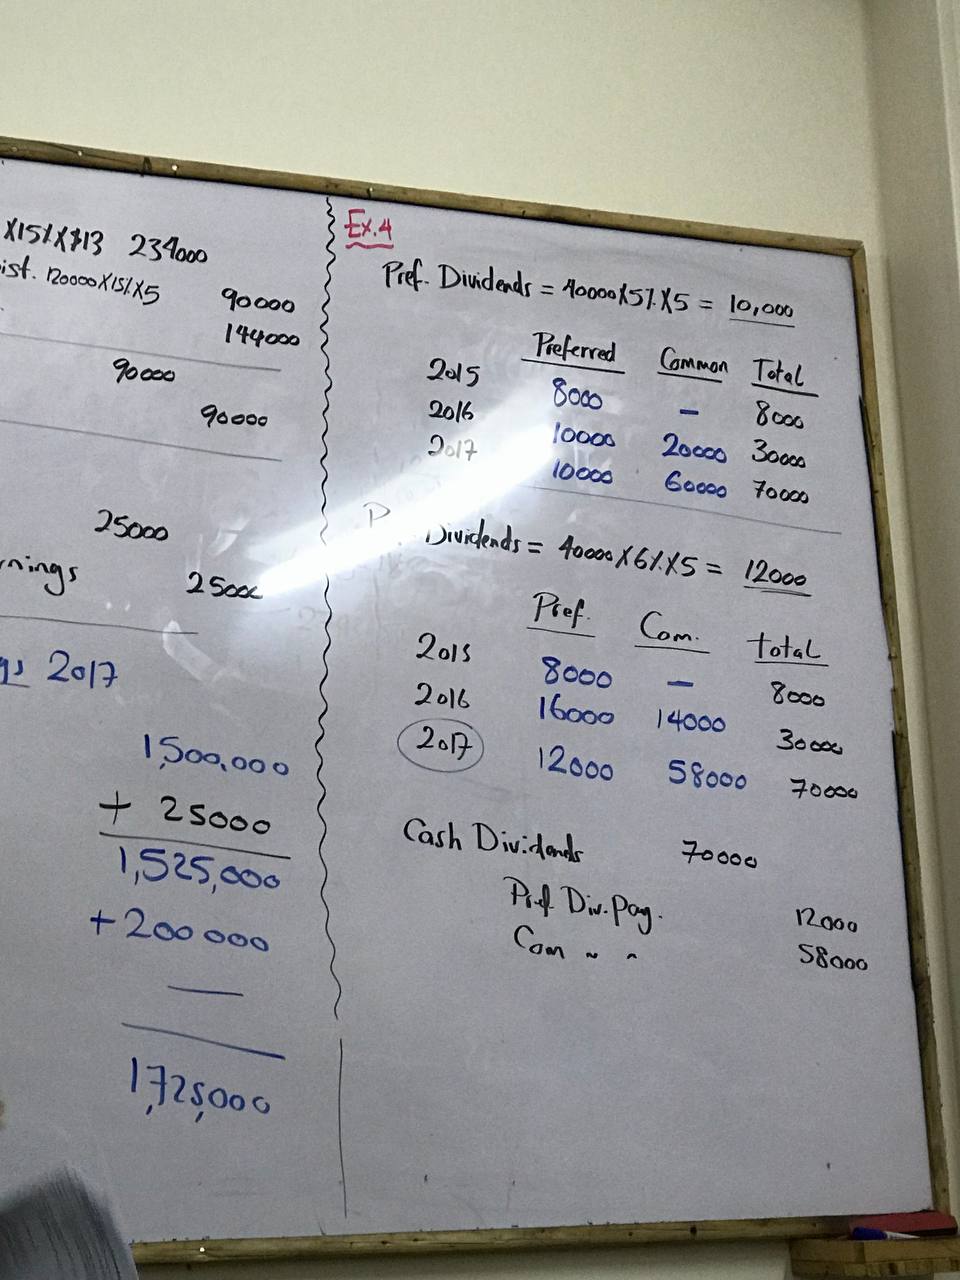 X15%X$13 234000
ist. 120000X15%X5 90000
144000
90000
90000
25000
rnings 25000
gs 2017
1,500,000
+ 25000
1,525,000
+200000
—
1,725,000
Ex.4
Pref. Dividends = 40000X5%X5 = 10,000
Preferred Common Total
2015 8000 — 8000
2016 10000 20000 30000
2017 10000 60000 70000
P Dividends = 40000X6%X5 = 12000
Pref. Com. total
2015 8000 — 8000
2016 16000 14000 30000
2017 12000 58000 70000
Cash Dividends 70000
Pref. Div. Pay. 12000
Com " " 58000